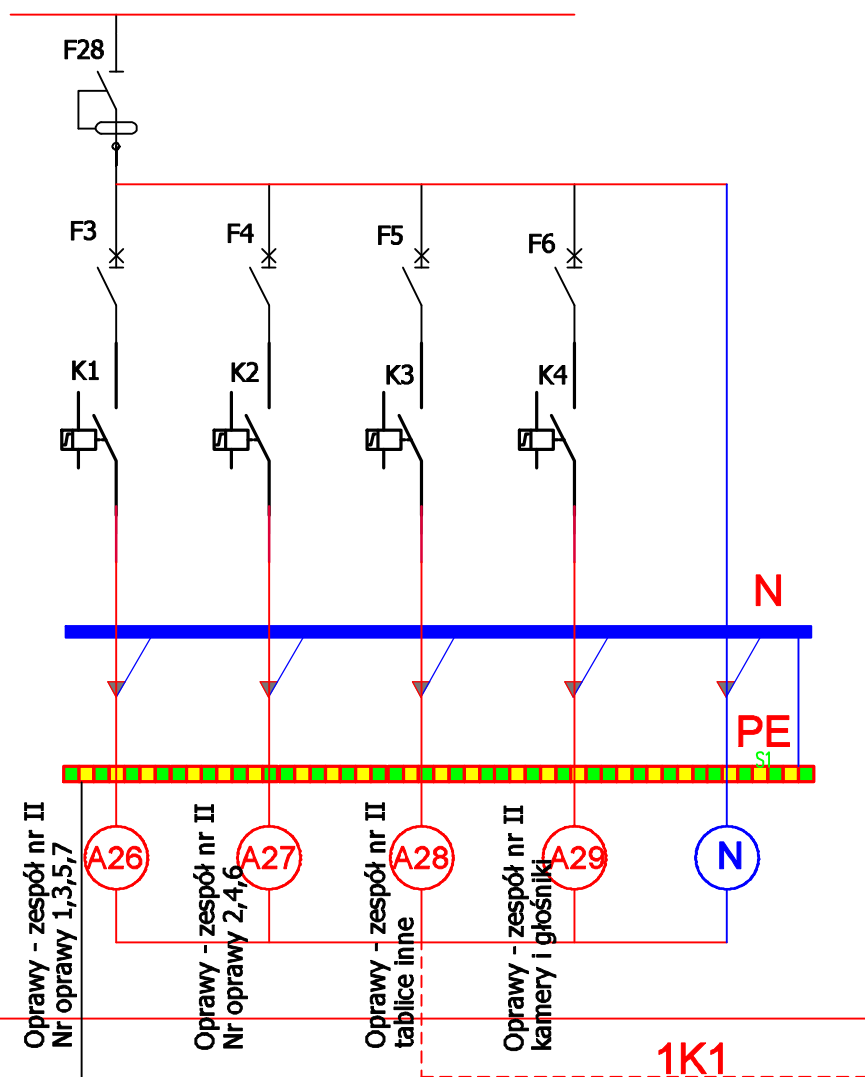 F28
F3
F4
F5
F6
K1
K2
K3
K4
N
PE
S1
A26
A27
A28
A29
N
Oprawy - zespół nr II
Nr oprawy 1,3,5,7
Oprawy - zespół nr II
Nr oprawy 2,4,6
Oprawy - zespół nr II
tablice inne
Oprawy - zespół nr II
kamery i głośniki
1K1